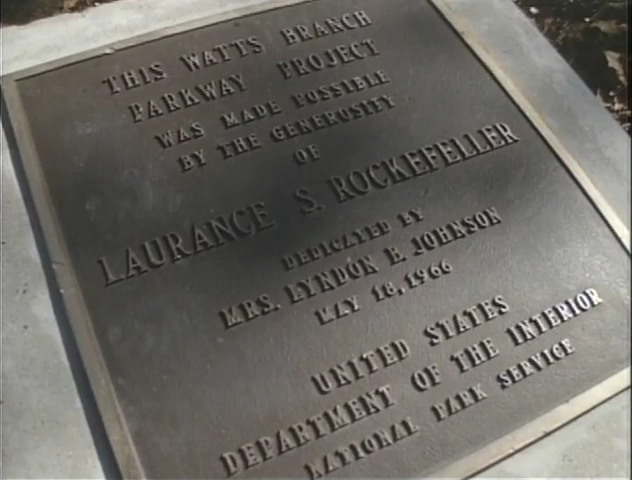 THIS WATTS BRANCH
PARKWAY PROJECT
WAS MADE POSSIBLE
BY THE GENEROSITY
OF
LAURANCE S. ROCKEFELLER
DEDICATED BY
MRS. LYNDON B. JOHNSON
MAY 18, 1966
UNITED STATES
DEPARTMENT OF THE INTERIOR
NATIONAL PARK SERVICE